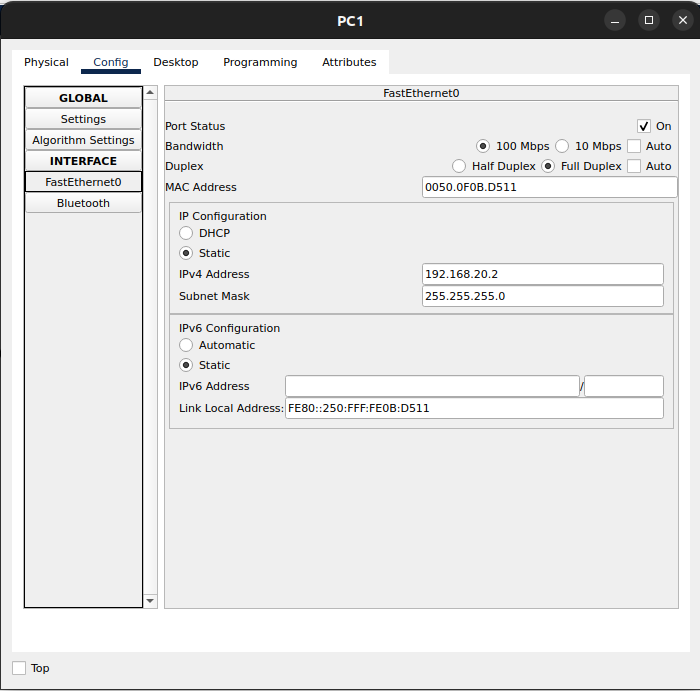 PC1
Physical Config Desktop Programming Attributes
GLOBAL
Settings
Algorithm Settings
INTERFACE
FastEthernet0
Bluetooth
FastEthernet0
Port Status On
Bandwidth 100 Mbps 10 Mbps Auto
Duplex Half Duplex Full Duplex Auto
MAC Address 0050.0F0B.D511
IP Configuration
DHCP
Static
IPv4 Address 192.168.20.2
Subnet Mask 255.255.255.0
IPv6 Configuration
Automatic
Static
IPv6 Address /
Link Local Address: FE80::250:FFF:FE0B:D511
Top